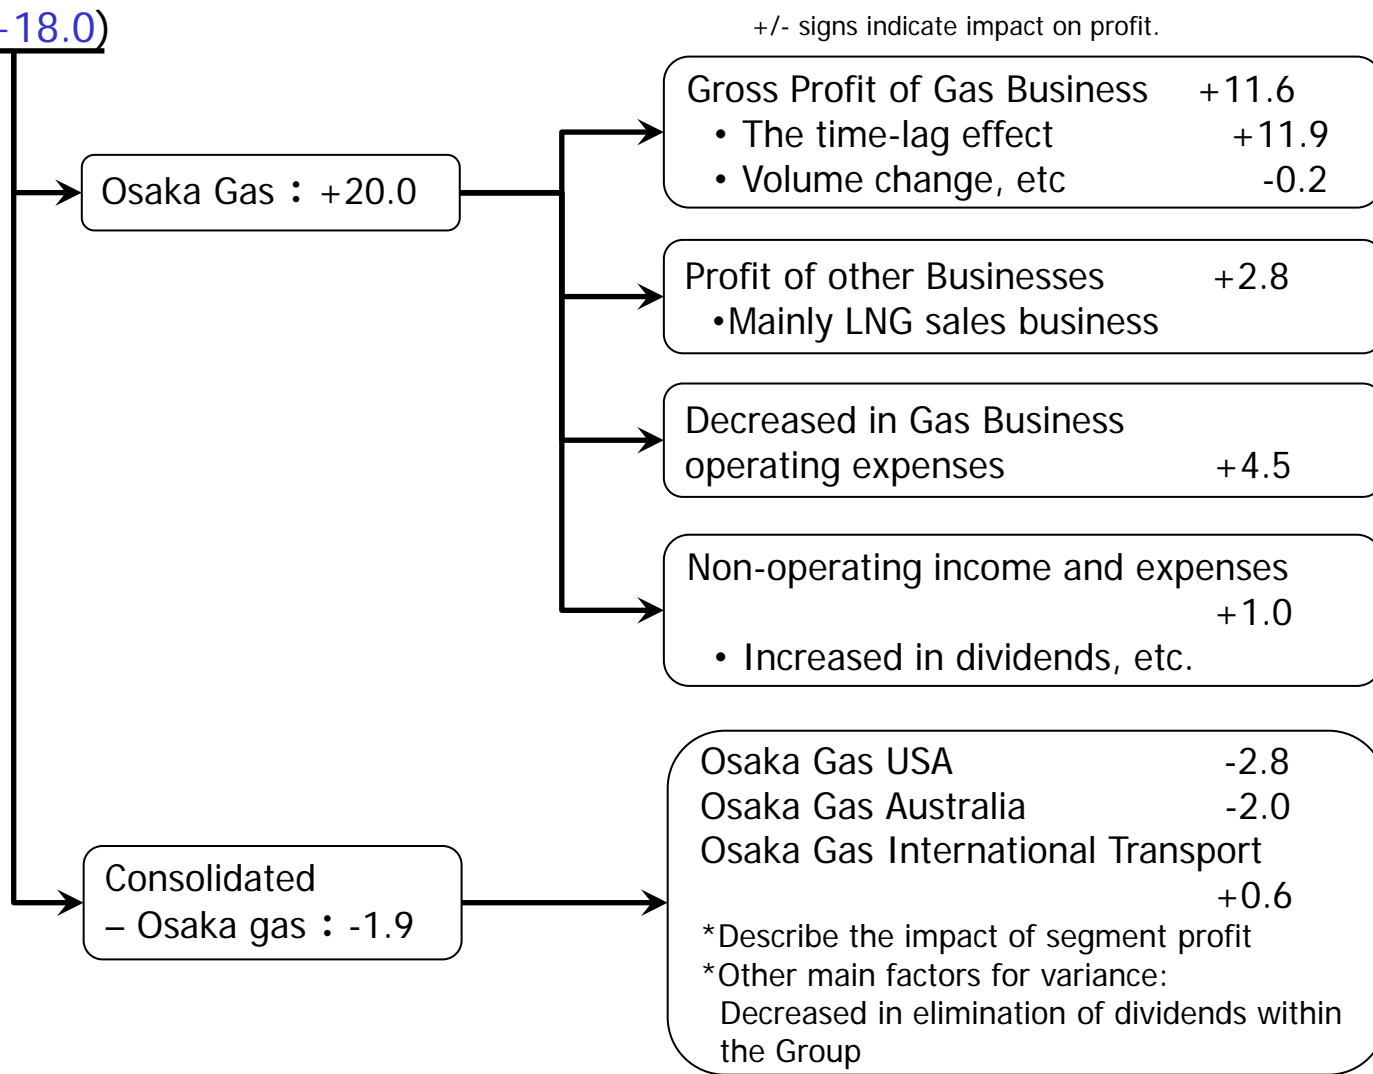 -18.0)
+/- signs indicate impact on profit.
Gross Profit of Gas Business +11.6
• The time-lag effect +11.9
• Volume change, etc -0.2
Osaka Gas : +20.0
Profit of other Businesses +2.8
•Mainly LNG sales business
Decreased in Gas Business
operating expenses +4.5
Non-operating income and expenses
+1.0
• Increased in dividends, etc.
Consolidated
– Osaka gas : -1.9
Osaka Gas USA -2.8
Osaka Gas Australia -2.0
Osaka Gas International Transport
+0.6
*Describe the impact of segment profit
*Other main factors for variance:
Decreased in elimination of dividends within
the Group